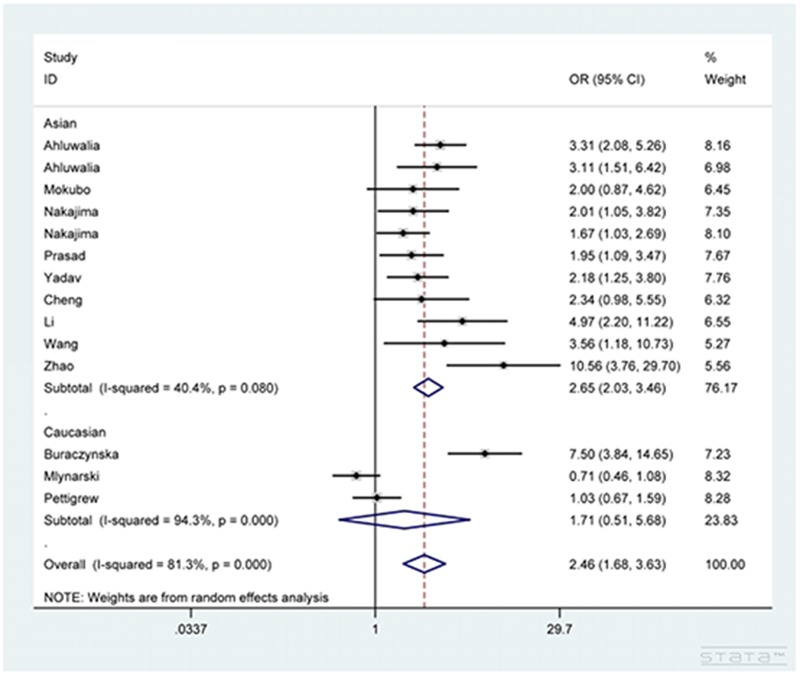 Study %
ID OR (95% CI) Weight
Asian
Ahluwalia 3.31 (2.08, 5.26) 8.16
Ahluwalia 3.11 (1.51, 6.42) 6.98
Mokubo 2.00 (0.87, 4.62) 6.45
Nakajima 2.01 (1.05, 3.82) 7.35
Nakajima 1.67 (1.03, 2.69) 8.10
Prasad 1.95 (1.09, 3.47) 7.67
Yadav 2.18 (1.25, 3.80) 7.76
Cheng 2.34 (0.98, 5.55) 6.32
Li 4.97 (2.20, 11.22) 6.55
Wang 3.56 (1.18, 10.73) 5.27
Zhao 10.56 (3.76, 29.70) 5.56
Subtotal (I-squared = 40.4%, p = 0.080) 2.65 (2.03, 3.46) 76.17
.
Caucasian
Buraczynska 7.50 (3.84, 14.65) 7.23
Mlynarski 0.71 (0.46, 1.08) 8.32
Pettigrew 1.03 (0.67, 1.59) 8.28
Subtotal (I-squared = 94.3%, p = 0.000) 1.71 (0.51, 5.68) 23.83
.
Overall (I-squared = 81.3%, p = 0.000) 2.46 (1.68, 3.63) 100.00
NOTE: Weights are from random effects analysis
.0337 1 29.7
STATA™